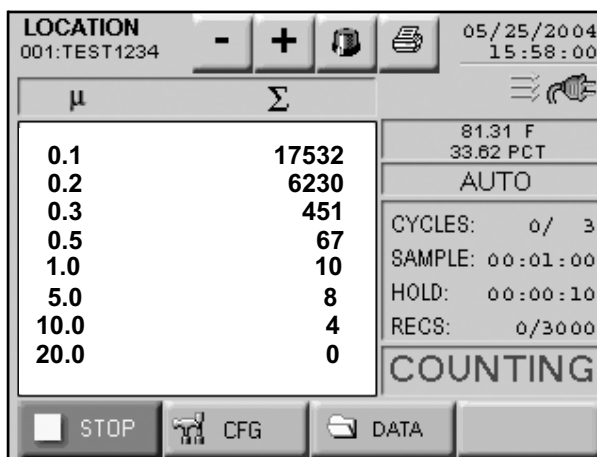 LOCATION
001:TEST1234
- +
05/25/2004
15:58:00
µ Σ
0.1 17532
0.2 6230
0.3 451
0.5 67
1.0 10
5.0 8
10.0 4
20.0 0
81.31 F
33.62 PCT
AUTO
CYCLES: 0/ 3
SAMPLE: 00:01:00
HOLD: 00:00:10
RECS: 0/3000
COUNTING
STOP CFG DATA